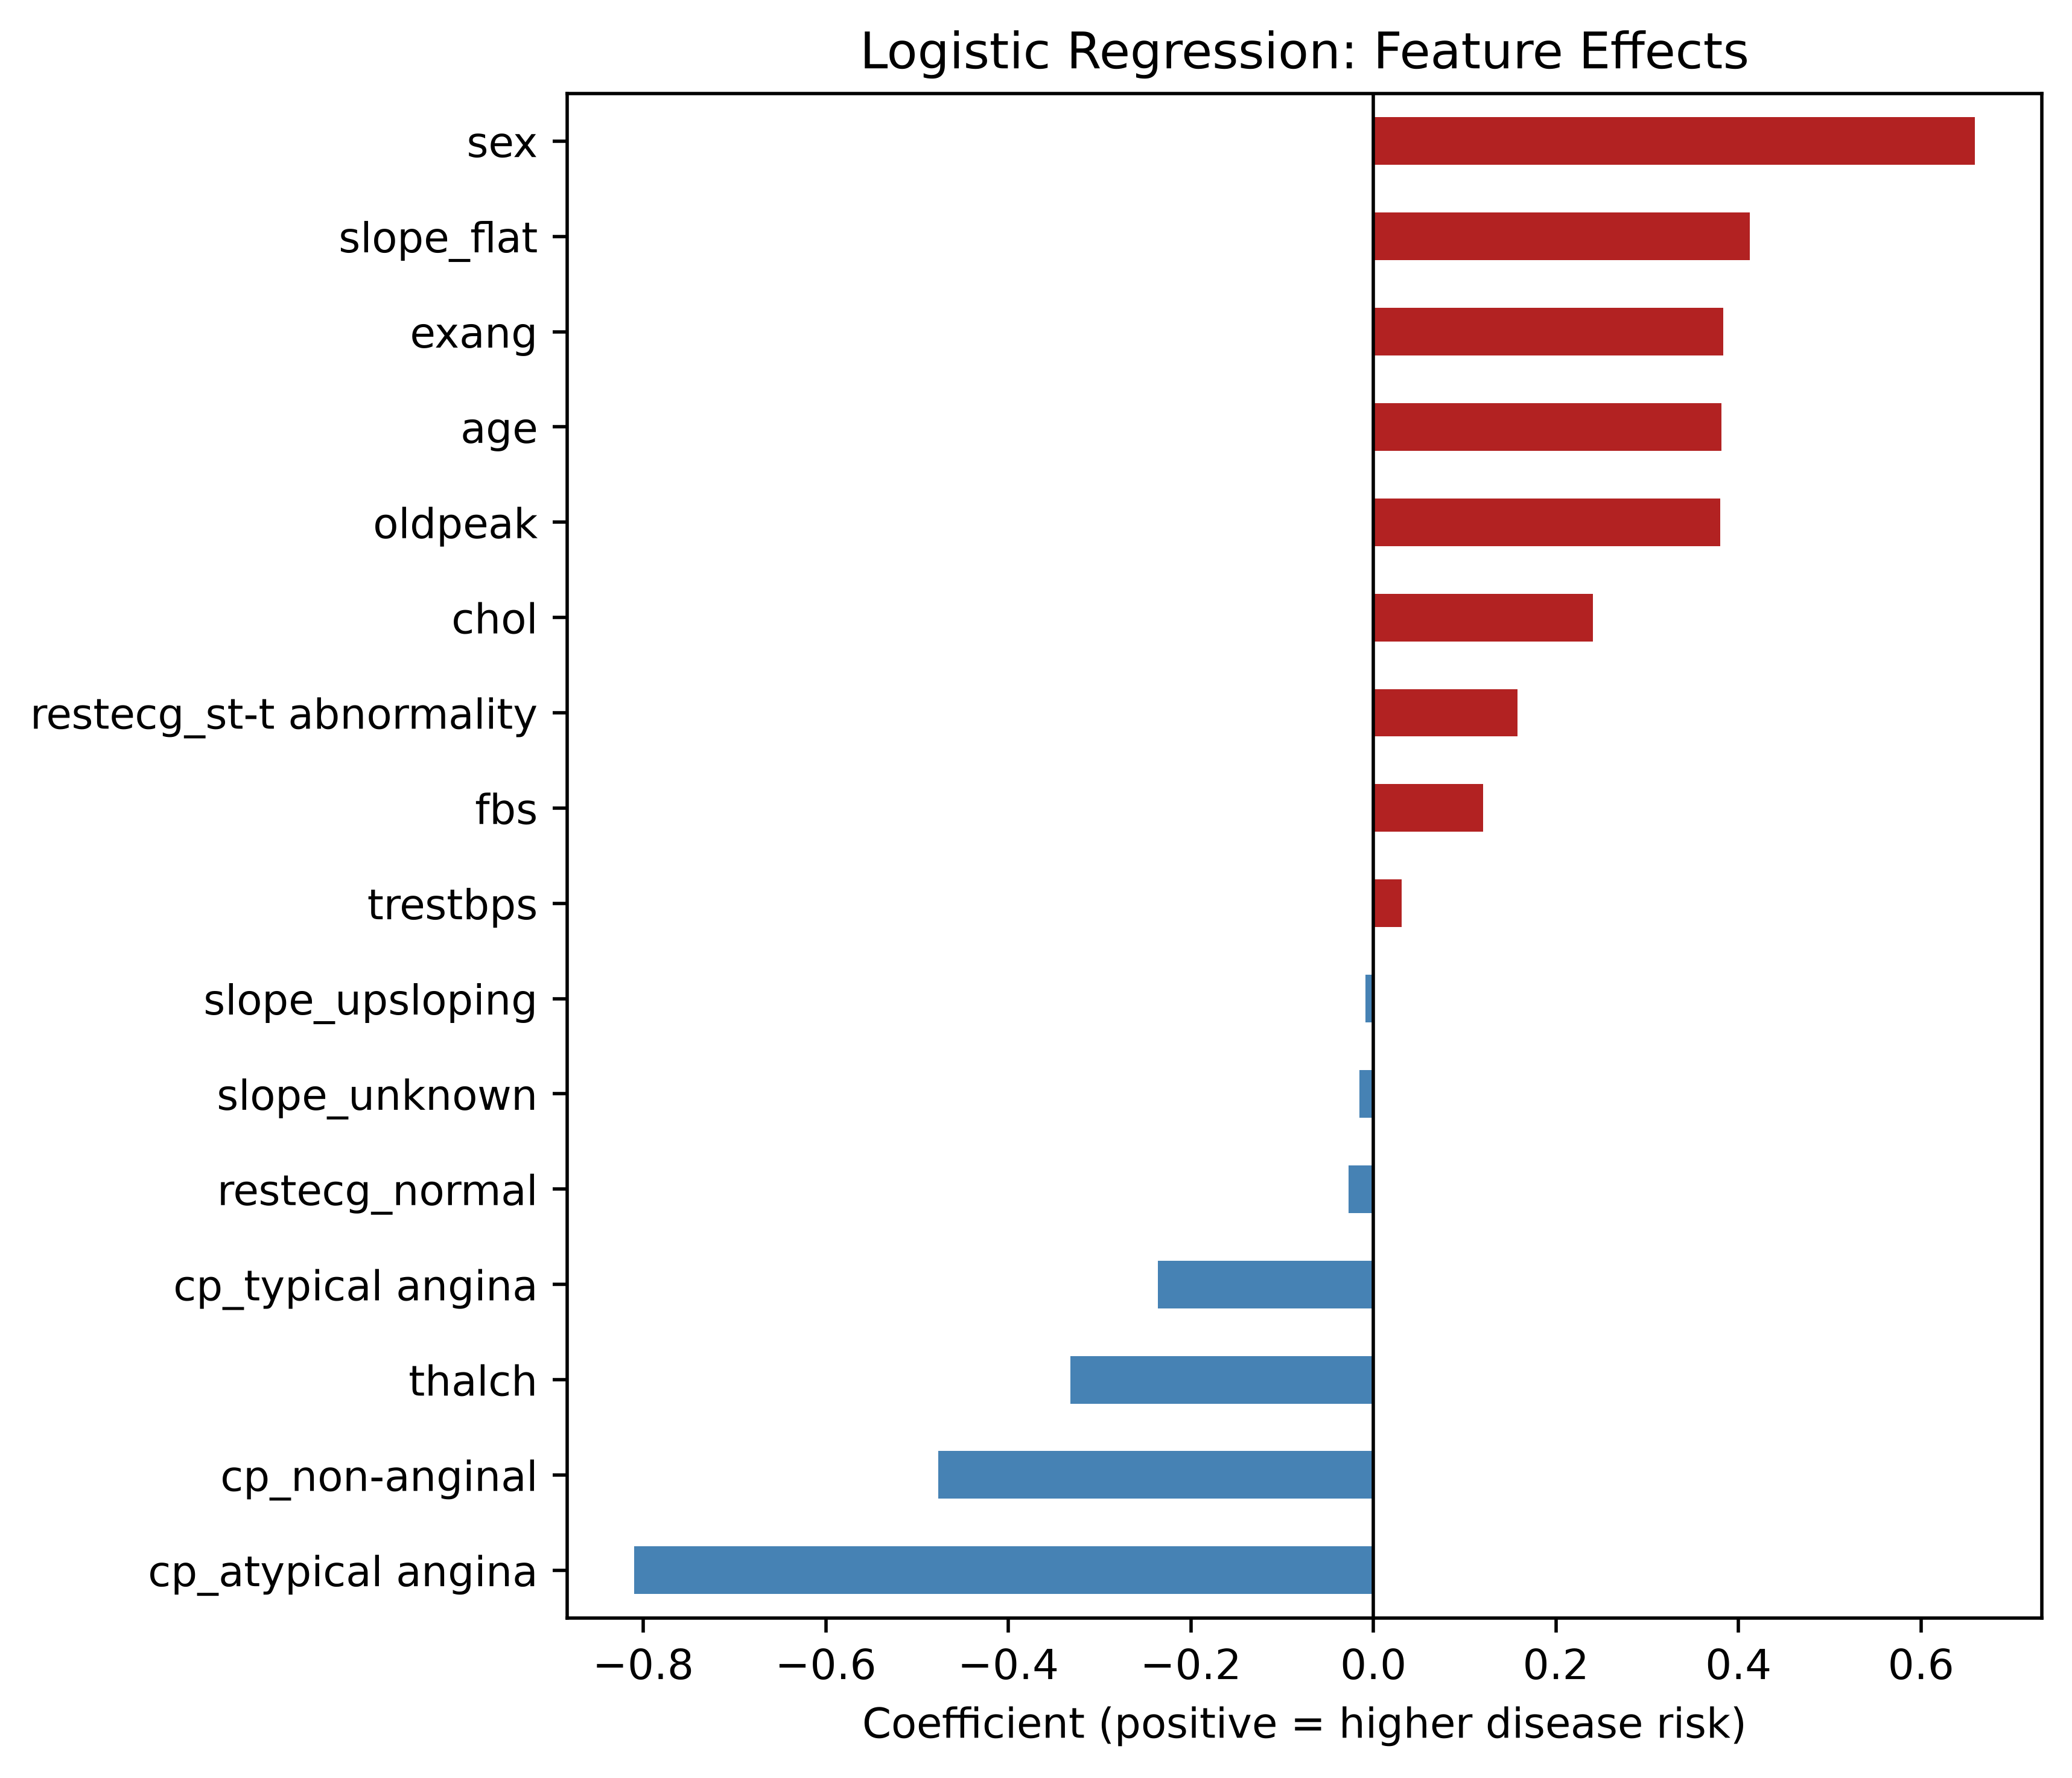 Logistic Regression: Feature Effects
sex
slope_flat
exang
age
oldpeak
chol
restecg_st-t abnormality
fbs
trestbps
slope_upsloping
slope_unknown
restecg_normal
cp_typical angina
thalch
cp_non-anginal
cp_atypical angina
−0.8 −0.6 −0.4 −0.2 0.0 0.2 0.4 0.6
Coefficient (positive = higher disease risk)